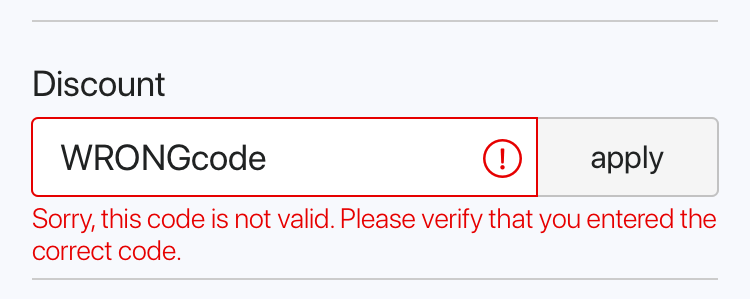 Discount
WRONGcode
apply
Sorry, this code is not valid. Please verify that you entered the
correct code.